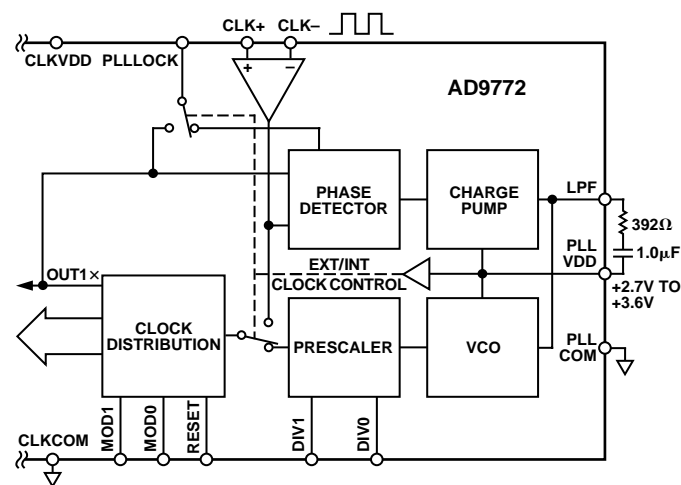 CLK+ CLK–
CLKVDD PLLLOCK
+ –
AD9772
PHASE
DETECTOR
CHARGE
PUMP
LPF
392Ω
1.0µF
PLL
VDD
+2.7V TO
+3.6V
EXT/INT
CLOCK CONTROL
OUT1×
CLOCK
DISTRIBUTION
PRESCALER
VCO
PLL
COM
CLKCOM
MOD1
MOD0
RESET
DIV1
DIV0